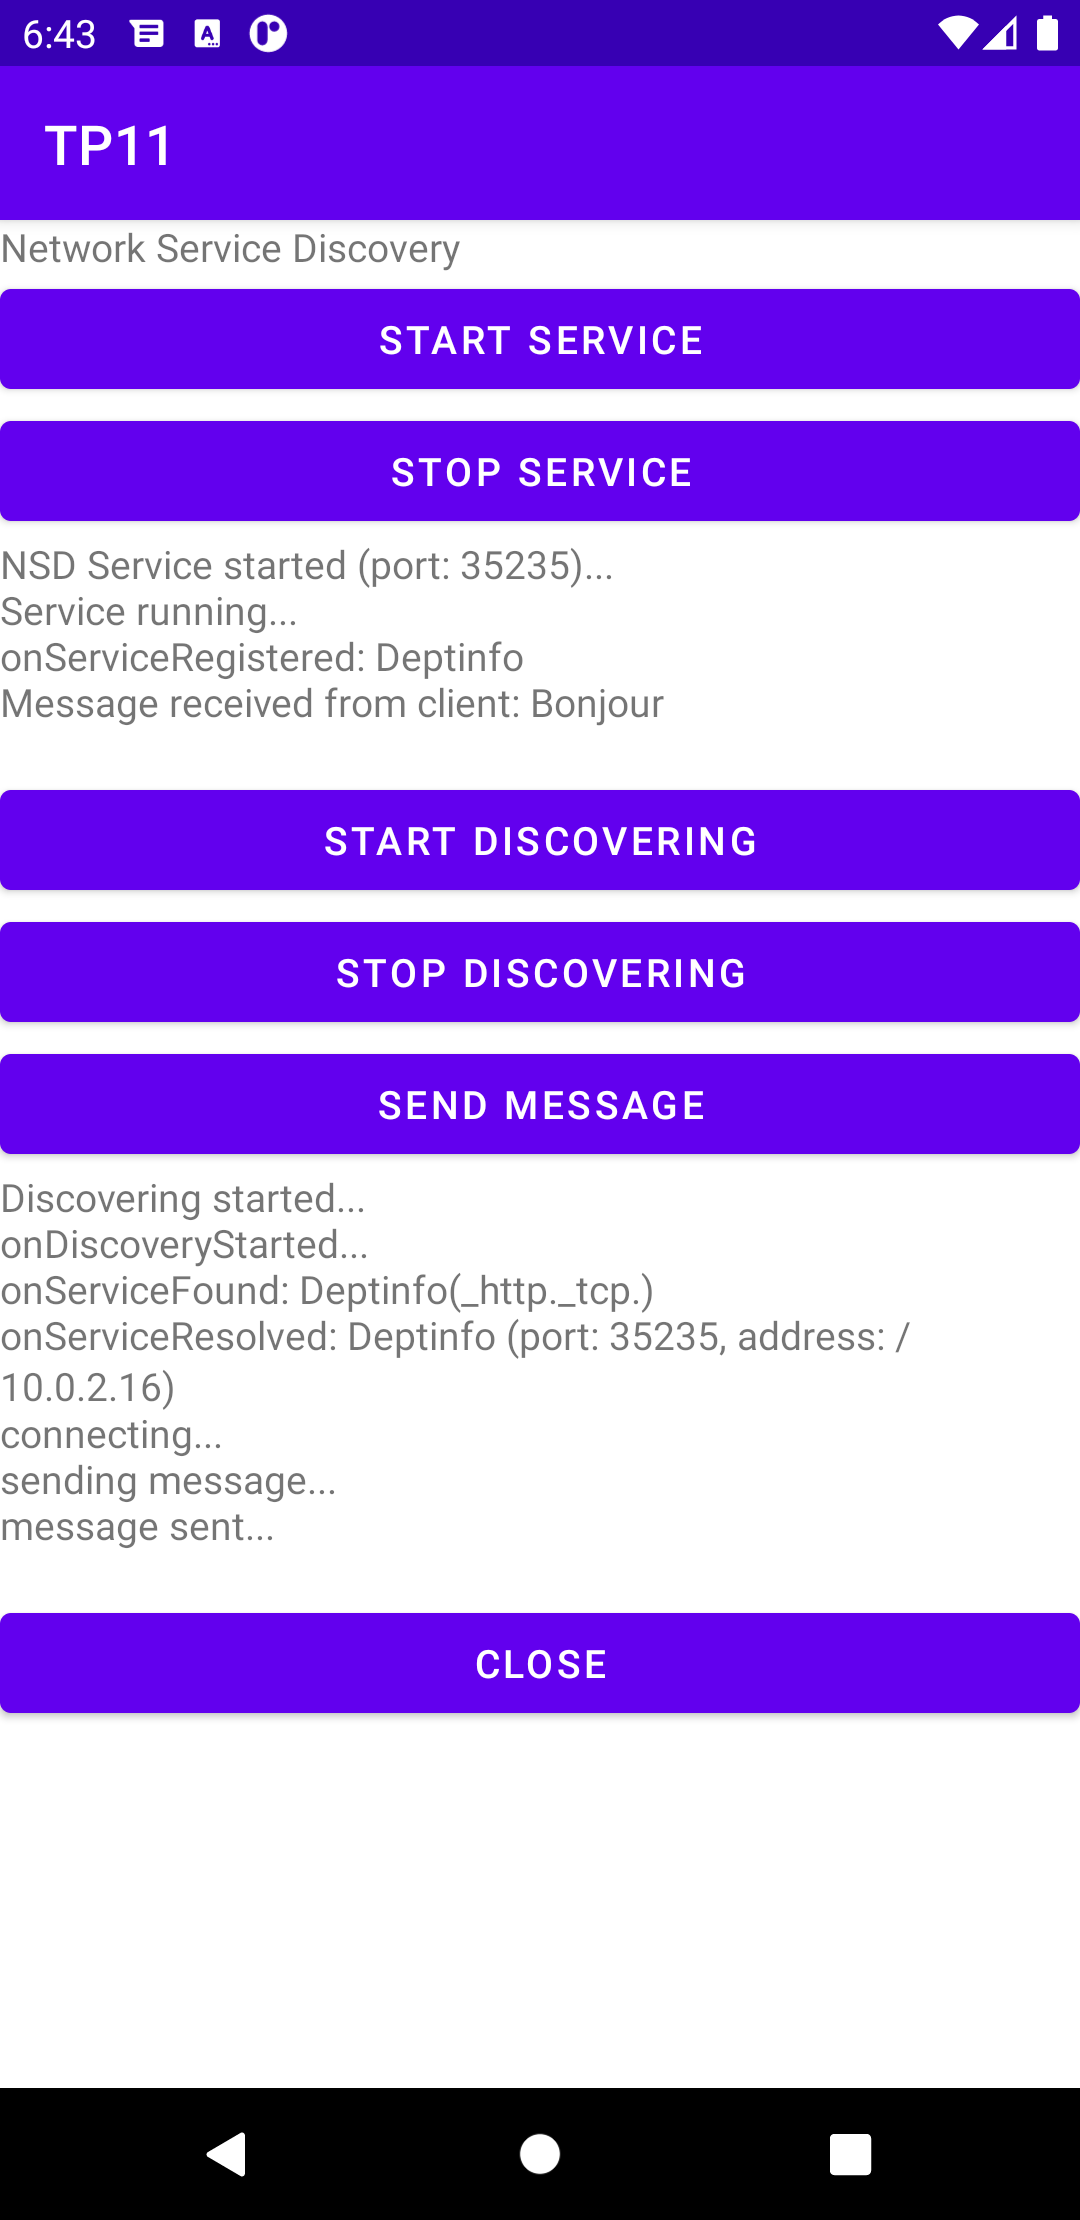 6:43
TP11
Network Service Discovery
START SERVICE
STOP SERVICE
NSD Service started (port: 35235)...
Service running...
onServiceRegistered: Deptinfo
Message received from client: Bonjour
START DISCOVERING
STOP DISCOVERING
SEND MESSAGE
Discovering started...
onDiscoveryStarted...
onServiceFound: Deptinfo(_http._tcp.)
onServiceResolved: Deptinfo (port: 35235, address: /
10.0.2.16)
connecting...
sending message...
message sent...
CLOSE